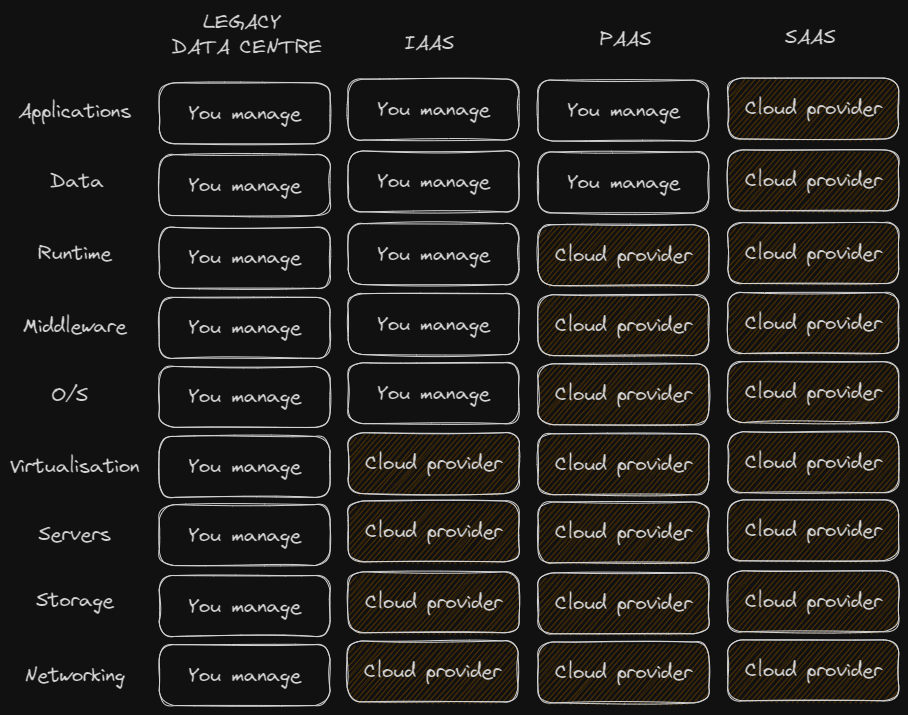 LEGACY
DATA CENTRE
IAAS
PAAS
SAAS
Applications
You manage
You manage
You manage
Cloud provider
Data
You manage
You manage
You manage
Cloud provider
Runtime
You manage
You manage
Cloud provider
Cloud provider
Middleware
You manage
You manage
Cloud provider
Cloud provider
O/S
You manage
You manage
Cloud provider
Cloud provider
Virtualisation
You manage
Cloud provider
Cloud provider
Cloud provider
Servers
You manage
Cloud provider
Cloud provider
Cloud provider
Storage
You manage
Cloud provider
Cloud provider
Cloud provider
Networking
You manage
Cloud provider
Cloud provider
Cloud provider